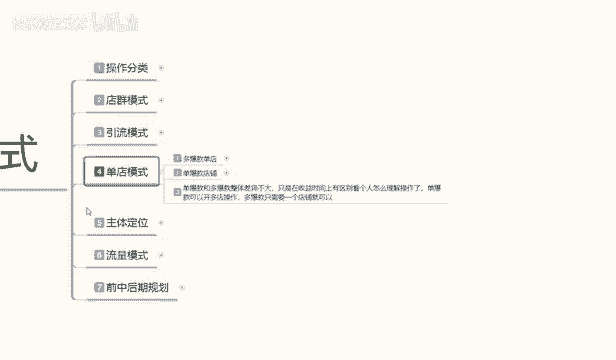 式
1 操作分类
2 店群模式
3 引流模式
4 单店模式
1 多爆款单店
2 单爆款店铺
3 单爆款和多爆款整体差异不大，只是在收益时间上有区别看个人怎么理解操作了，单爆
款可以开多店操作，多爆款只需要一个店铺就可以
5 主体定位
6 流量模式
7 前中后期规划